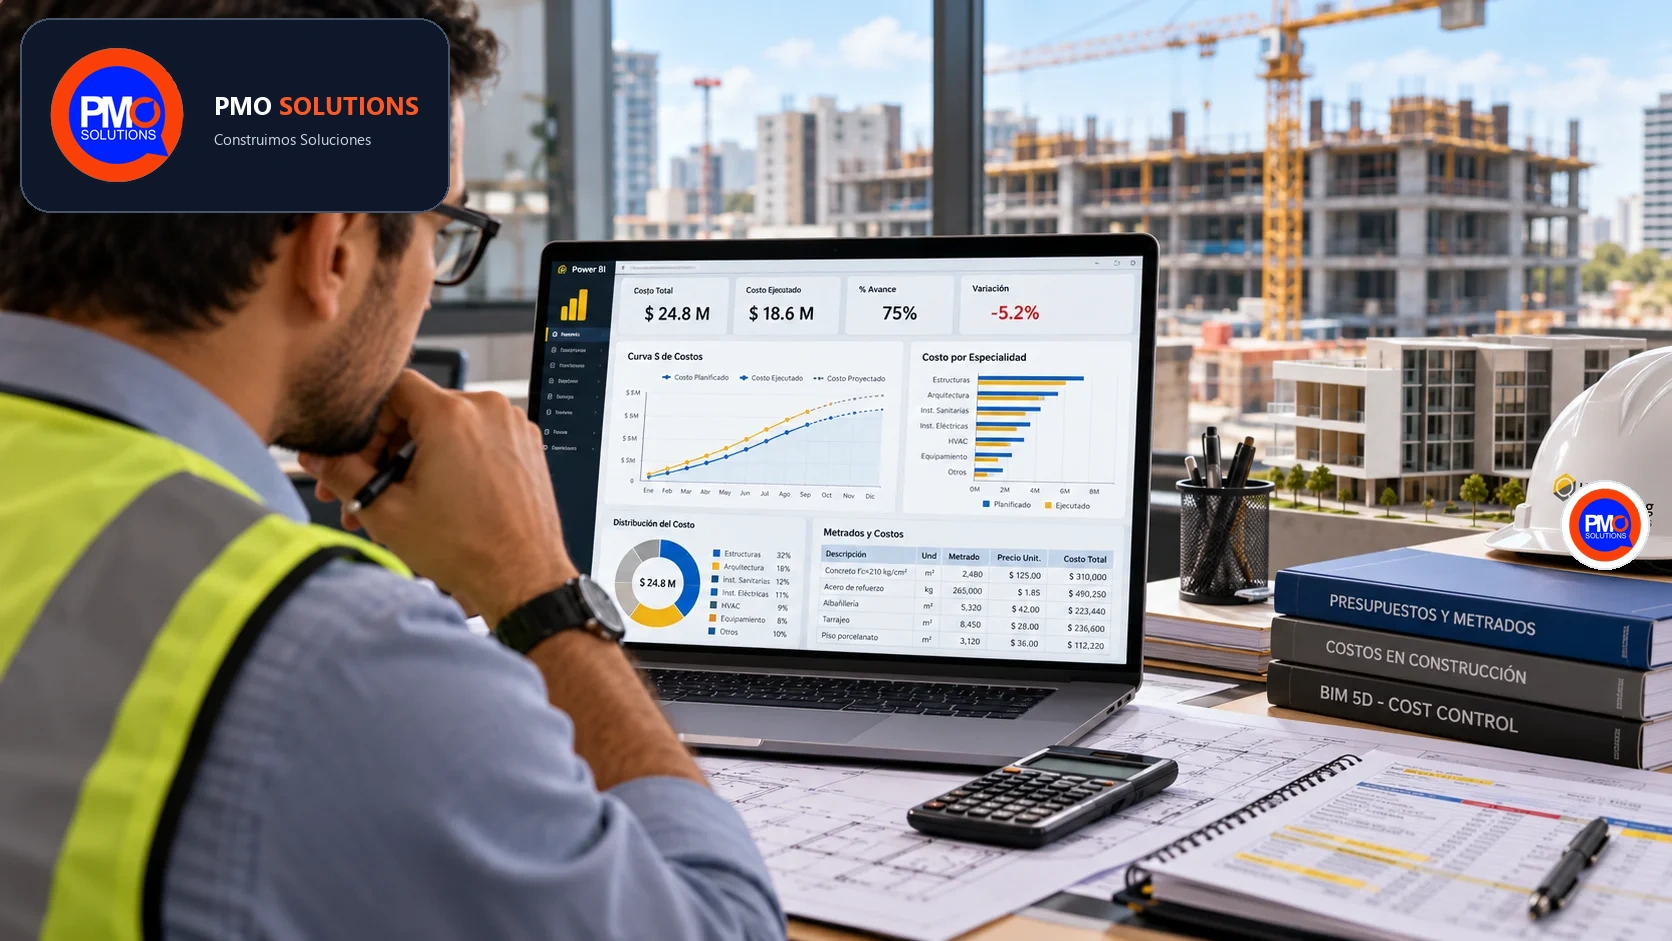 PMO
SOLUTIONS
PMO SOLUTIONS
Construimos Soluciones
Power BI
Costo Total
$ 24.8 M
Costo Ejecutado
$ 18.6 M
% Avance
75%
Variación
-5.2%
Curva S de Costos
Costo Planificado Costo Ejecutado Costo Proyectado
$ 5M
$ 5M
$ 5M
0
Ene Feb Mar Abr May Jun Jul Ago Sep Oct Nov Dic
Costo por Especialidad
Estructuras
Arquitectura
Inst. Sanitarias
Inst. Eléctricas
HVAC
Equipamiento
Otros
0M 2M 4M 6M 8M
Planificado Ejecutado
Distribución del Costo
$ 24.8 M
Estructuras 32%
Arquitectura 18%
Inst. Sanitarias 12%
Inst. Eléctricas 11%
HVAC 9%
Equipamiento 8%
Otros 10%
Metrados y Costos
Descripción Und Metrado Precio Unit. Costo Total
Concreto f'c=210 kg/cm² m² 2,480 $ 125.00 $ 310,000
Acero de refuerzo kg 265,000 $ 1.85 $ 490,250
Albañilería m² 5,320 $ 42.00 $ 223,440
Tarrajeo m² 8,450 $ 28.00 $ 236,600
Piso porcelanato m² 3,120 $ 36.00 $ 112,220
PMO
SOLUTIONS
PRESUPUESTOS Y METRADOS
COSTOS EN CONSTRUCCIÓN
BIM 5D - COST CONTROL